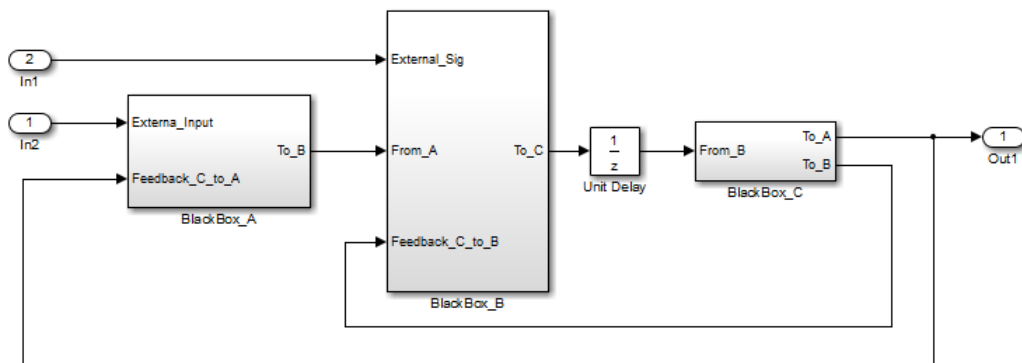 2
In1
External_Sig
1
In2
Externa_Input
To_B
Feedback_C_to_A
BlackBox_A
From_A
To_C
Feedback_C_to_B
BlackBox_B
1
z
Unit Delay
From_B
To_A
To_B
BlackBox_C
1
Out1